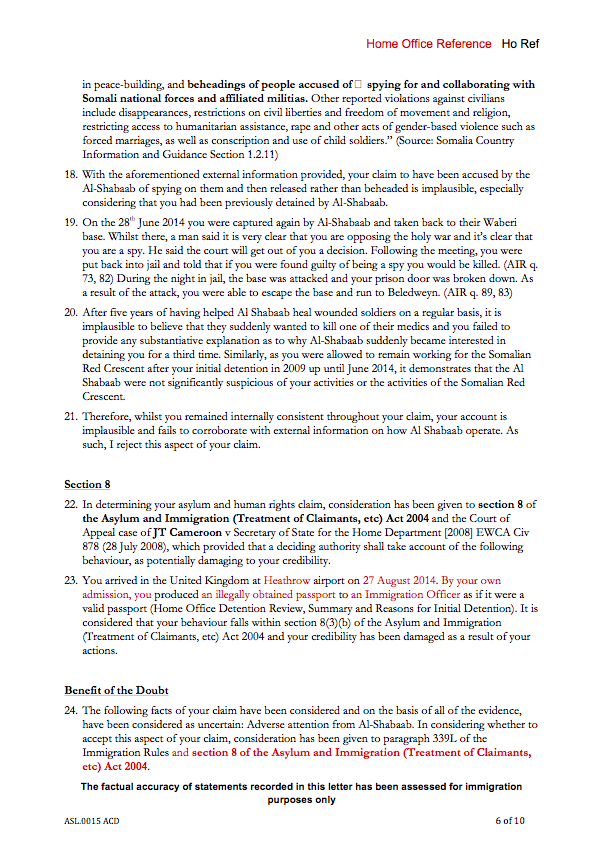 Home Office Reference Ho Ref
in peace-building, and beheadings of people accused of□ spying for and collaborating with
Somali national forces and affiliated militias. Other reported violations against civilians
include disappearances, restrictions on civil liberties and freedom of movement and religion,
restricting access to humanitarian assistance, rape and other acts of gender-based violence such as
forced marriages, as well as conscription and use of child soldiers.” (Source: Somalia Country
Information and Guidance Section 1.2.11)
18. With the aforementioned external information provided, your claim to have been accused by the
Al-Shabaab of spying on them and then released rather than beheaded is implausible, especially
considering that you had been previously detained by Al-Shabaab.
19. On the 28th June 2014 you were captured again by Al-Shabaab and taken back to their Waberi
base. Whilst there, a man said it is very clear that you are opposing the holy war and it’s clear that
you are a spy. He said the court will get out of you a decision. Following the meeting, you were
put back into jail and told that if you were found guilty of being a spy you would be killed. (AIR q.
73, 82) During the night in jail, the base was attacked and your prison door was broken down. As
a result of the attack, you were able to escape the base and run to Beledweyn. (AIR q. 89, 83)
20. After five years of having helped Al Shabaab heal wounded soldiers on a regular basis, it is
implausible to believe that they suddenly wanted to kill one of their medics and you failed to
provide any substantive explanation as to why Al-Shabaab suddenly became interested in
detaining you for a third time. Similarly, as you were allowed to remain working for the Somalian
Red Crescent after your initial detention in 2009 up until June 2014, it demonstrates that the Al
Shabaab were not significantly suspicious of your activities or the activities of the Somalian Red
Crescent.
21. Therefore, whilst you remained internally consistent throughout your claim, your account is
implausible and fails to corroborate with external information on how Al Shabaab operate. As
such, I reject this aspect of your claim.
Section 8
22. In determining your asylum and human rights claim, consideration has been given to section 8 of
the Asylum and Immigration (Treatment of Claimants, etc) Act 2004 and the Court of
Appeal case of JT Cameroon v Secretary of State for the Home Department [2008] EWCA Civ
878 (28 July 2008), which provided that a deciding authority shall take account of the following
behaviour, as potentially damaging to your credibility.
23. You arrived in the United Kingdom at Heathrow airport on 27 August 2014. By your own
admission, you produced an illegally obtained passport to an Immigration Officer as if it were a
valid passport (Home Office Detention Review, Summary and Reasons for Initial Detention). It is
considered that your behaviour falls within section 8(3)(b) of the Asylum and Immigration
(Treatment of Claimants, etc) Act 2004 and your credibility has been damaged as a result of your
actions.
Benefit of the Doubt
24. The following facts of your claim have been considered and on the basis of all of the evidence,
have been considered as uncertain: Adverse attention from Al-Shabaab. In considering whether to
accept this aspect of your claim, consideration has been given to paragraph 339L of the
Immigration Rules and section 8 of the Asylum and Immigration (Treatment of Claimants,
etc) Act 2004.
The factual accuracy of statements recorded in this letter has been assessed for immigration
purposes only
ASL.0015 ACD 6 of 10